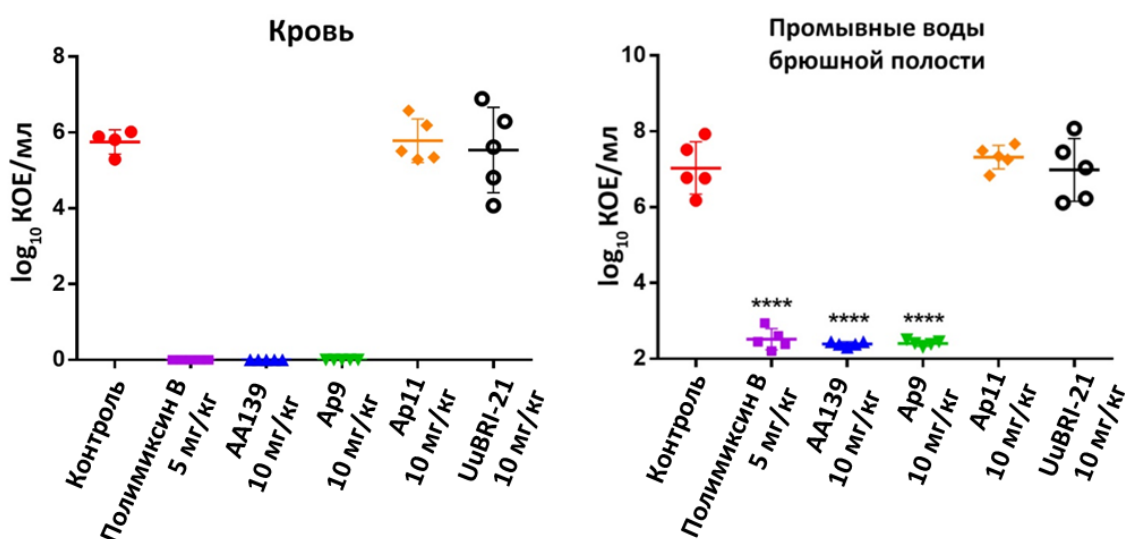 Кровь
log10 КОЕ/мл
8
6
4
2
0
Контроль
Полимиксин В
5 мг/кг
АА139
10 мг/кг
Ap9
10 мг/кг
Ap11
10 мг/кг
UuBRI-21
10 мг/кг
Промывные воды
брюшной полости
log10 КОЕ/мл
10
8
6
4
2
****
****
****
Контроль
Полимиксин В
5 мг/кг
АА139
10 мг/кг
Ap9
10 мг/кг
Ap11
10 мг/кг
UuBRI-21
10 мг/кг